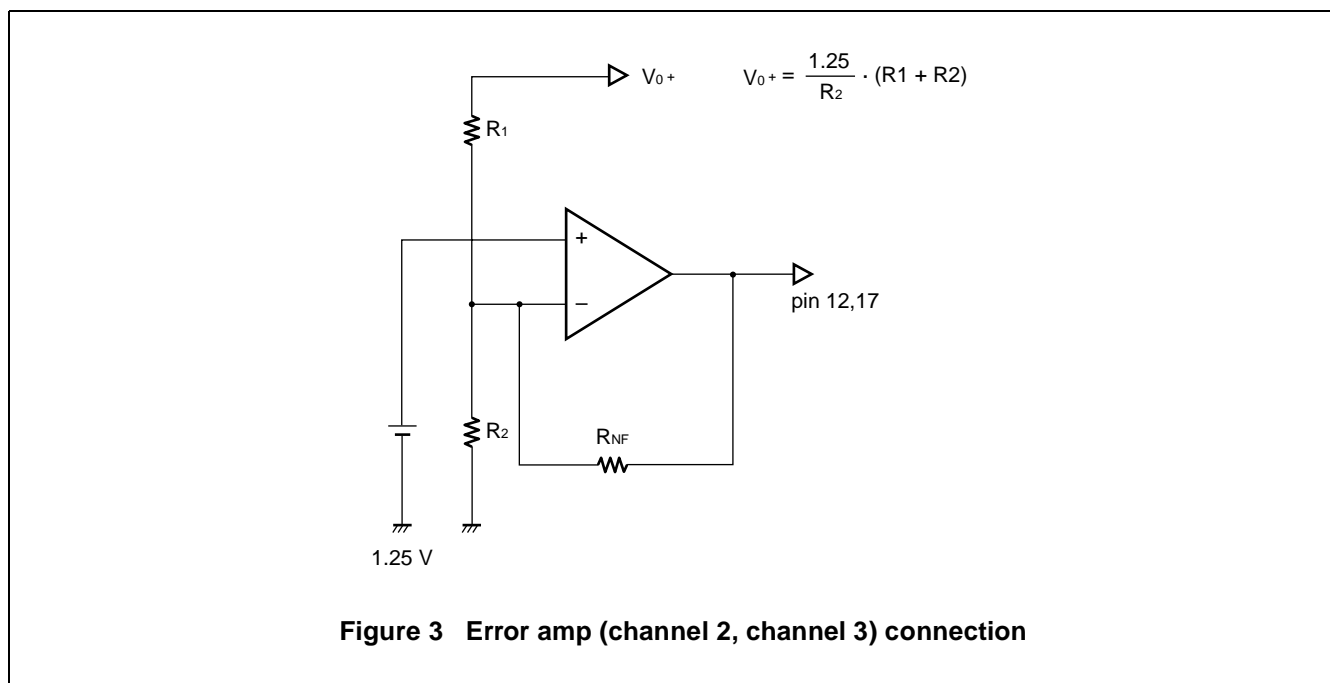 V0 +
V0 + = 1.25 / R2 · (R1 + R2)
R1
+
−
pin 12,17
R2
RNF
1.25 V
Figure 3 Error amp (channel 2, channel 3) connection